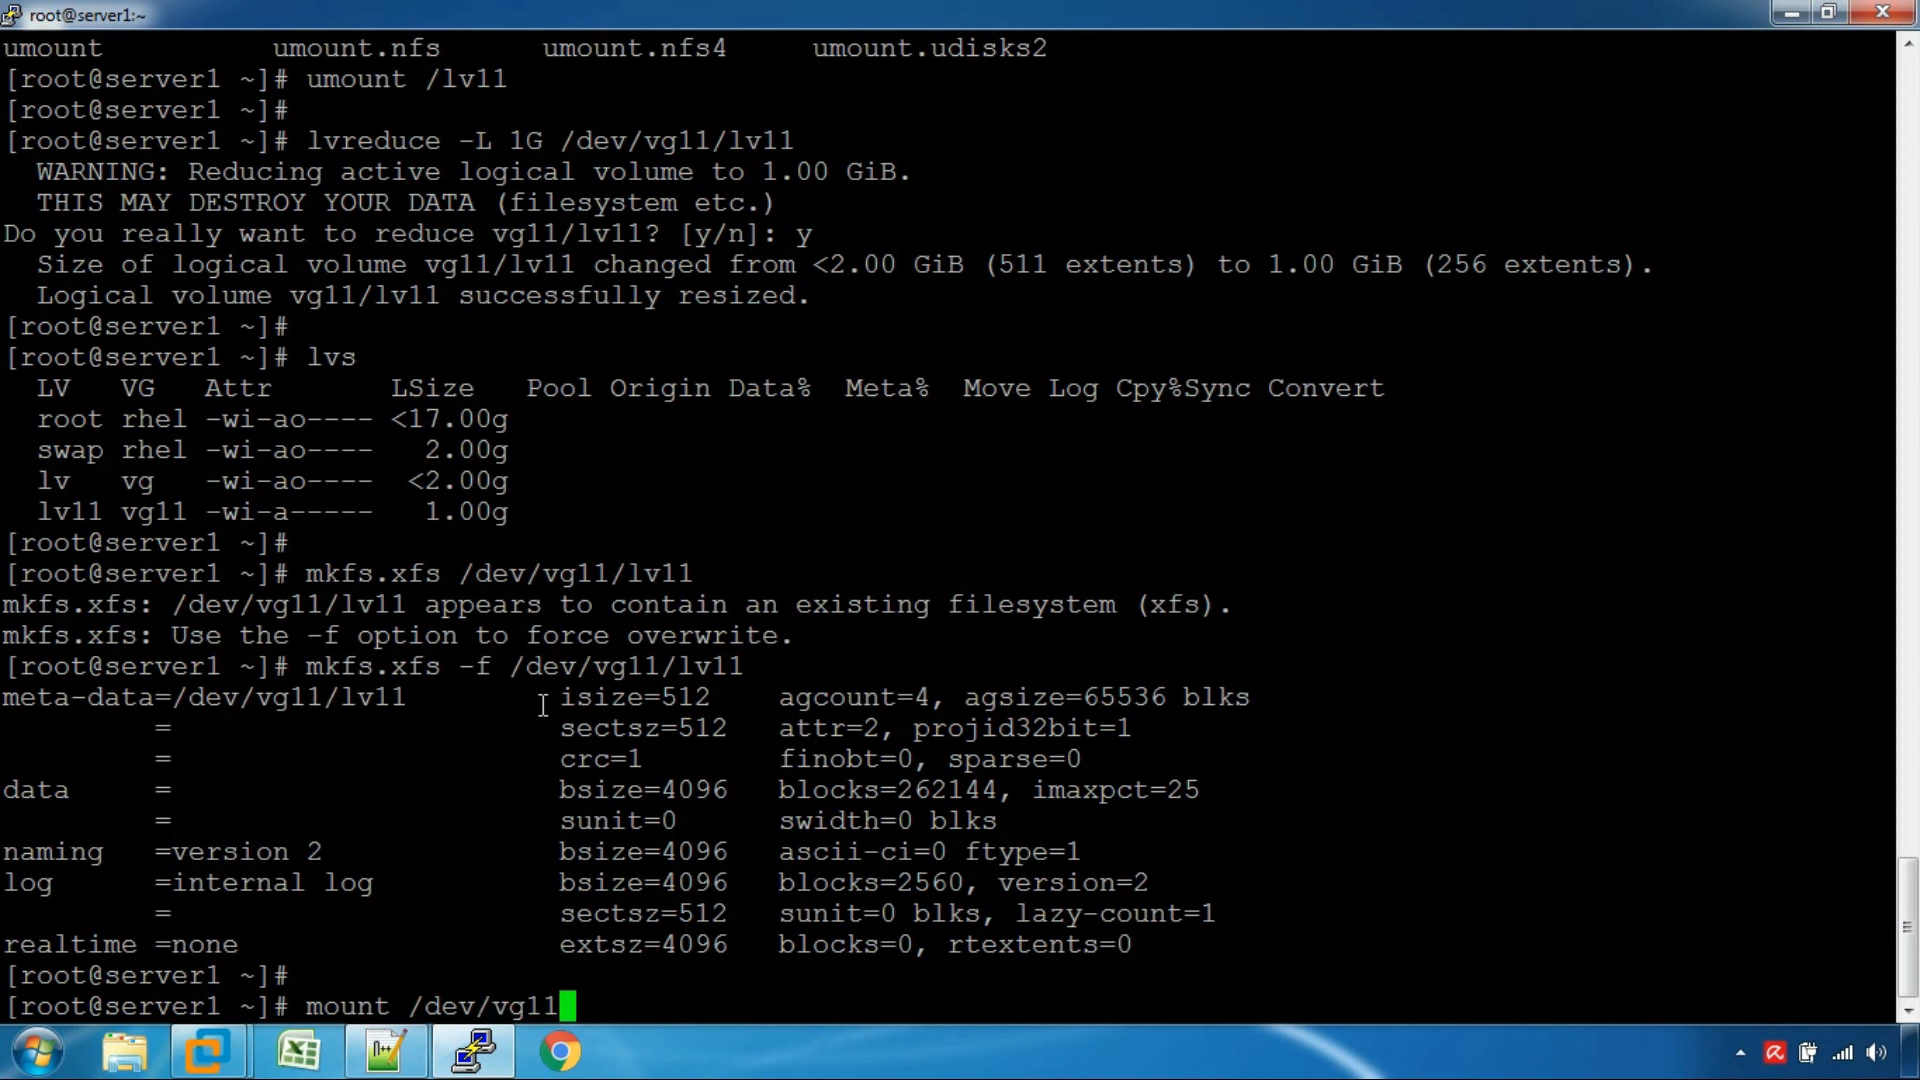 root@server1:~
umount umount.nfs umount.nfs4 umount.udisks2
[root@server1 ~]# umount /lv11
[root@server1 ~]#
[root@server1 ~]# lvreduce -L 1G /dev/vg11/lv11
WARNING: Reducing active logical volume to 1.00 GiB.
THIS MAY DESTROY YOUR DATA (filesystem etc.)
Do you really want to reduce vg11/lv11? [y/n]: y
Size of logical volume vg11/lv11 changed from <2.00 GiB (511 extents) to 1.00 GiB (256 extents).
Logical volume vg11/lv11 successfully resized.
[root@server1 ~]#
[root@server1 ~]# lvs
LV VG Attr LSize Pool Origin Data% Meta% Move Log Cpy%Sync Convert
root rhel -wi-ao---- <17.00g
swap rhel -wi-ao---- 2.00g
lv vg -wi-ao---- <2.00g
lv11 vg11 -wi-a----- 1.00g
[root@server1 ~]#
[root@server1 ~]# mkfs.xfs /dev/vg11/lv11
mkfs.xfs: /dev/vg11/lv11 appears to contain an existing filesystem (xfs).
mkfs.xfs: Use the -f option to force overwrite.
[root@server1 ~]# mkfs.xfs -f /dev/vg11/lv11
meta-data=/dev/vg11/lv11 isize=512 agcount=4, agsize=65536 blks
= sectsz=512 attr=2, projid32bit=1
= crc=1 finobt=0, sparse=0
data = bsize=4096 blocks=262144, imaxpct=25
= sunit=0 swidth=0 blks
naming =version 2 bsize=4096 ascii-ci=0 ftype=1
log =internal log bsize=4096 blocks=2560, version=2
= sectsz=512 sunit=0 blks, lazy-count=1
realtime =none extsz=4096 blocks=0, rtextents=0
[root@server1 ~]#
[root@server1 ~]# mount /dev/vg11